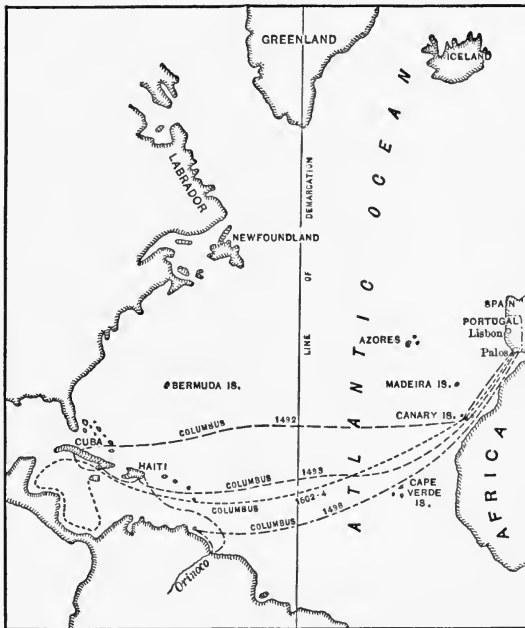 GREENLAND
ICELAND
LABRADOR
NEWFOUNDLAND
LINE OF DEMARCATION
ATLANTIC OCEAN
SPAIN
PORTUGAL
Lisbon
Palos
AZORES
BERMUDA IS.
MADEIRA IS.
CANARY IS.
COLUMBUS 1492
CUBA
HAITI
COLUMBUS 1493
COLUMBUS 1502-4
COLUMBUS 1498
CAPE
VERDE
IS.
AFRICA
Orinoco